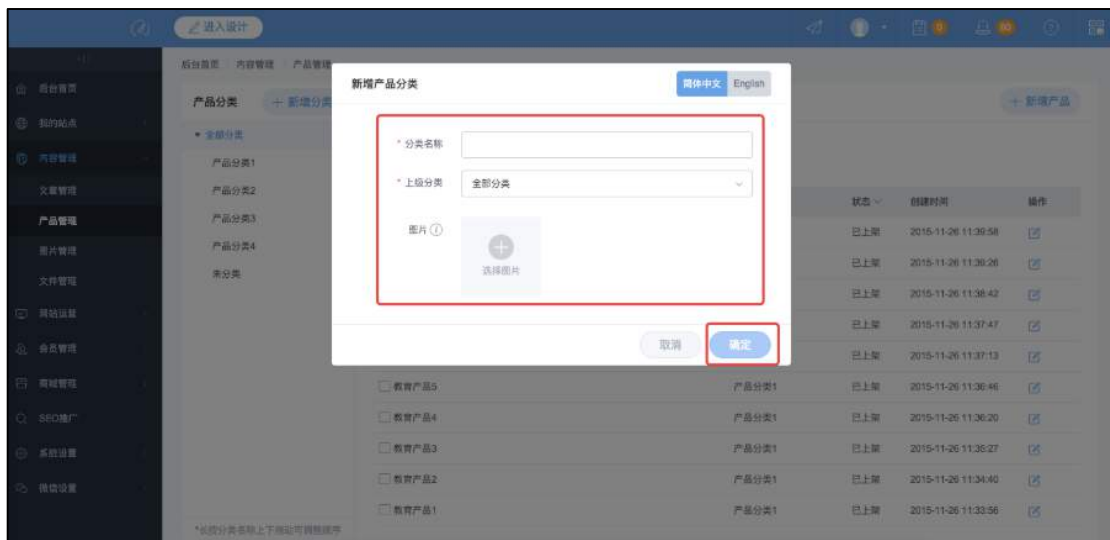 进入设计
0
80
后台首页 内容管理 产品管理
后台首页
我的站点
内容管理
文章管理
产品管理
图片管理
文件管理
网站运营
会员管理
商城管理
SEO推广
系统设置
微信设置
产品分类
+ 新增分类
全部分类
产品分类1
产品分类2
产品分类3
产品分类4
未分类
*长按分类名称上下拖动可调整顺序
新增产品分类
简体中文 English
* 分类名称
* 上级分类 全部分类
图片
选择图片
取消 确定
+ 新增产品
状态 创建时间 操作
已上架 2015-11-26 11:39:58
已上架 2015-11-26 11:39:26
已上架 2015-11-26 11:38:42
已上架 2015-11-26 11:37:47
已上架 2015-11-26 11:37:13
教育产品5 产品分类1 已上架 2015-11-26 11:36:46
教育产品4 产品分类1 已上架 2015-11-26 11:36:20
教育产品3 产品分类1 已上架 2015-11-26 11:35:27
教育产品2 产品分类1 已上架 2015-11-26 11:34:40
教育产品1 产品分类1 已上架 2015-11-26 11:33:56